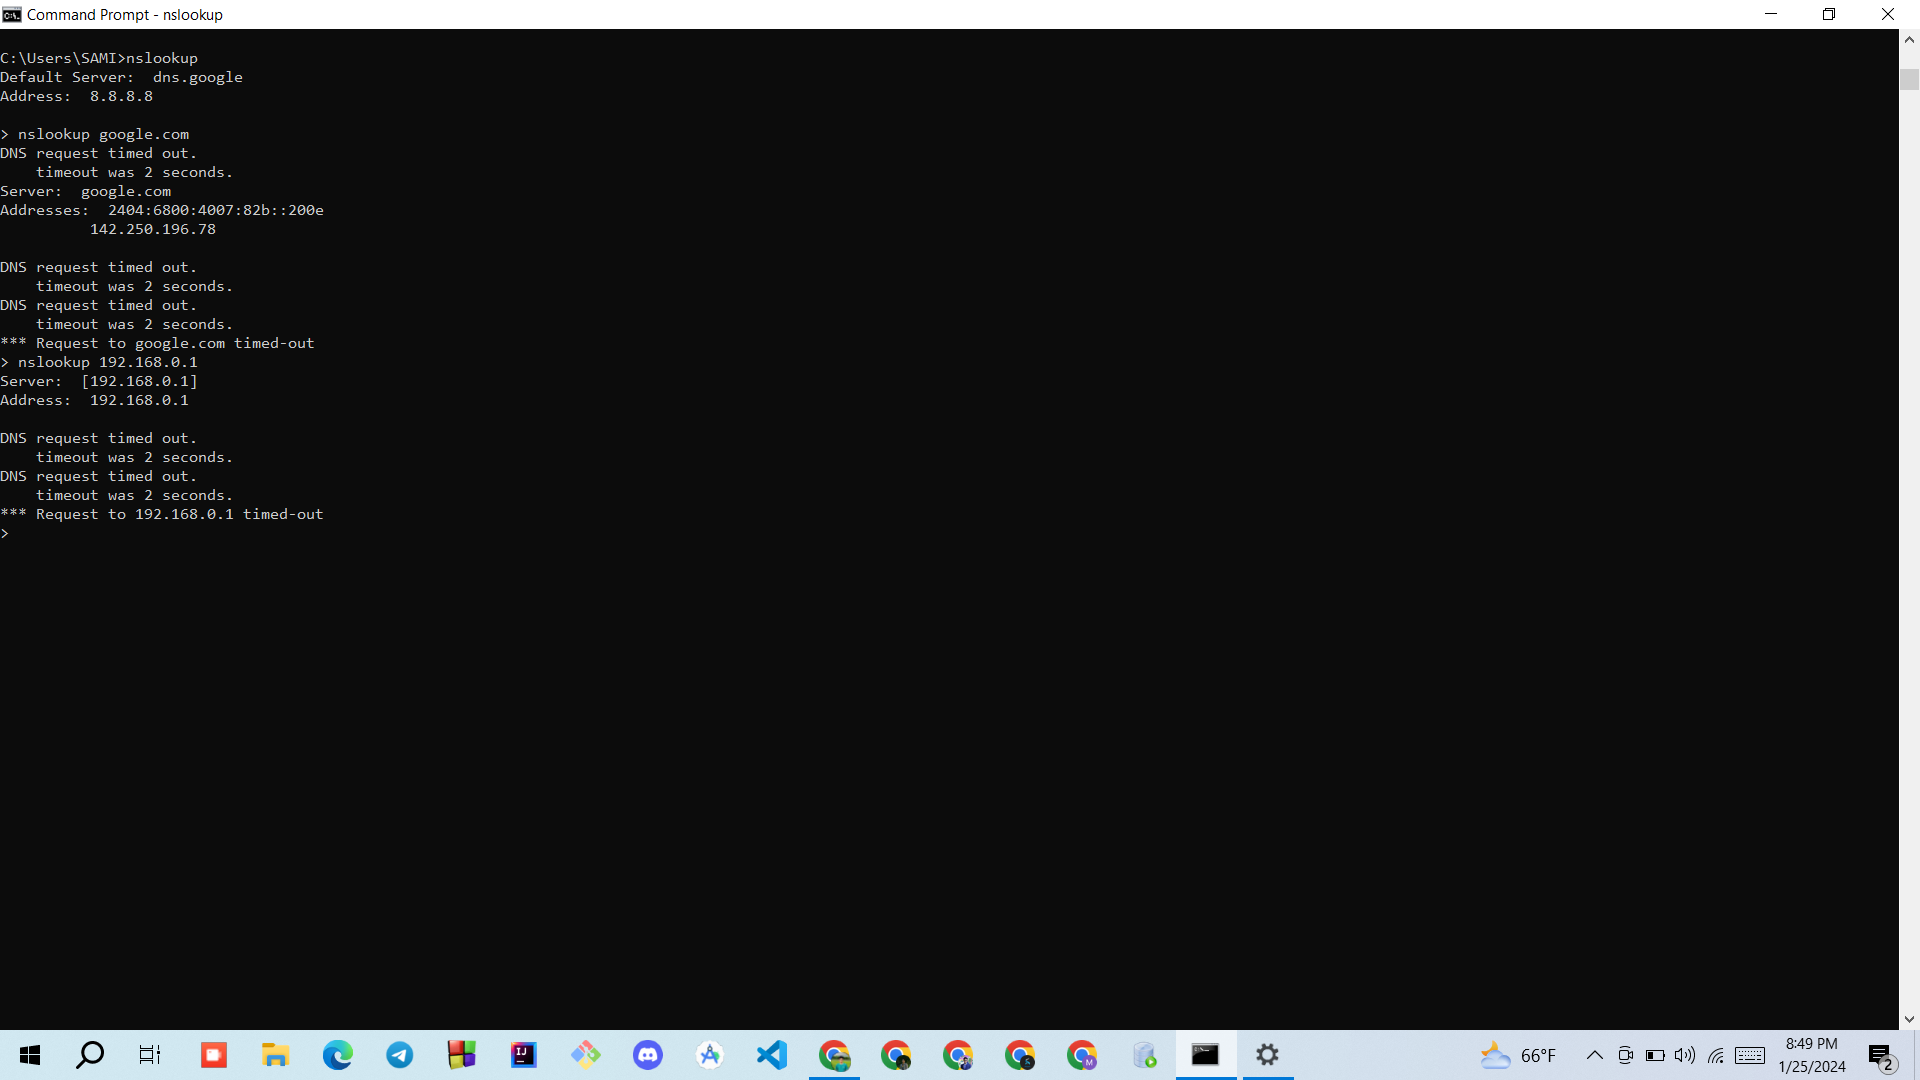 Command Prompt - nslookup
C:\Users\SAMI>nslookup
Default Server:  dns.google
Address:  8.8.8.8
> nslookup google.com
DNS request timed out.
    timeout was 2 seconds.
Server:  google.com
Addresses:  2404:6800:4007:82b::200e
          142.250.196.78
DNS request timed out.
    timeout was 2 seconds.
DNS request timed out.
    timeout was 2 seconds.
*** Request to google.com timed-out
> nslookup 192.168.0.1
Server:  [192.168.0.1]
Address:  192.168.0.1
DNS request timed out.
    timeout was 2 seconds.
DNS request timed out.
    timeout was 2 seconds.
*** Request to 192.168.0.1 timed-out
>
66°F
8:49 PM
1/25/2024
2